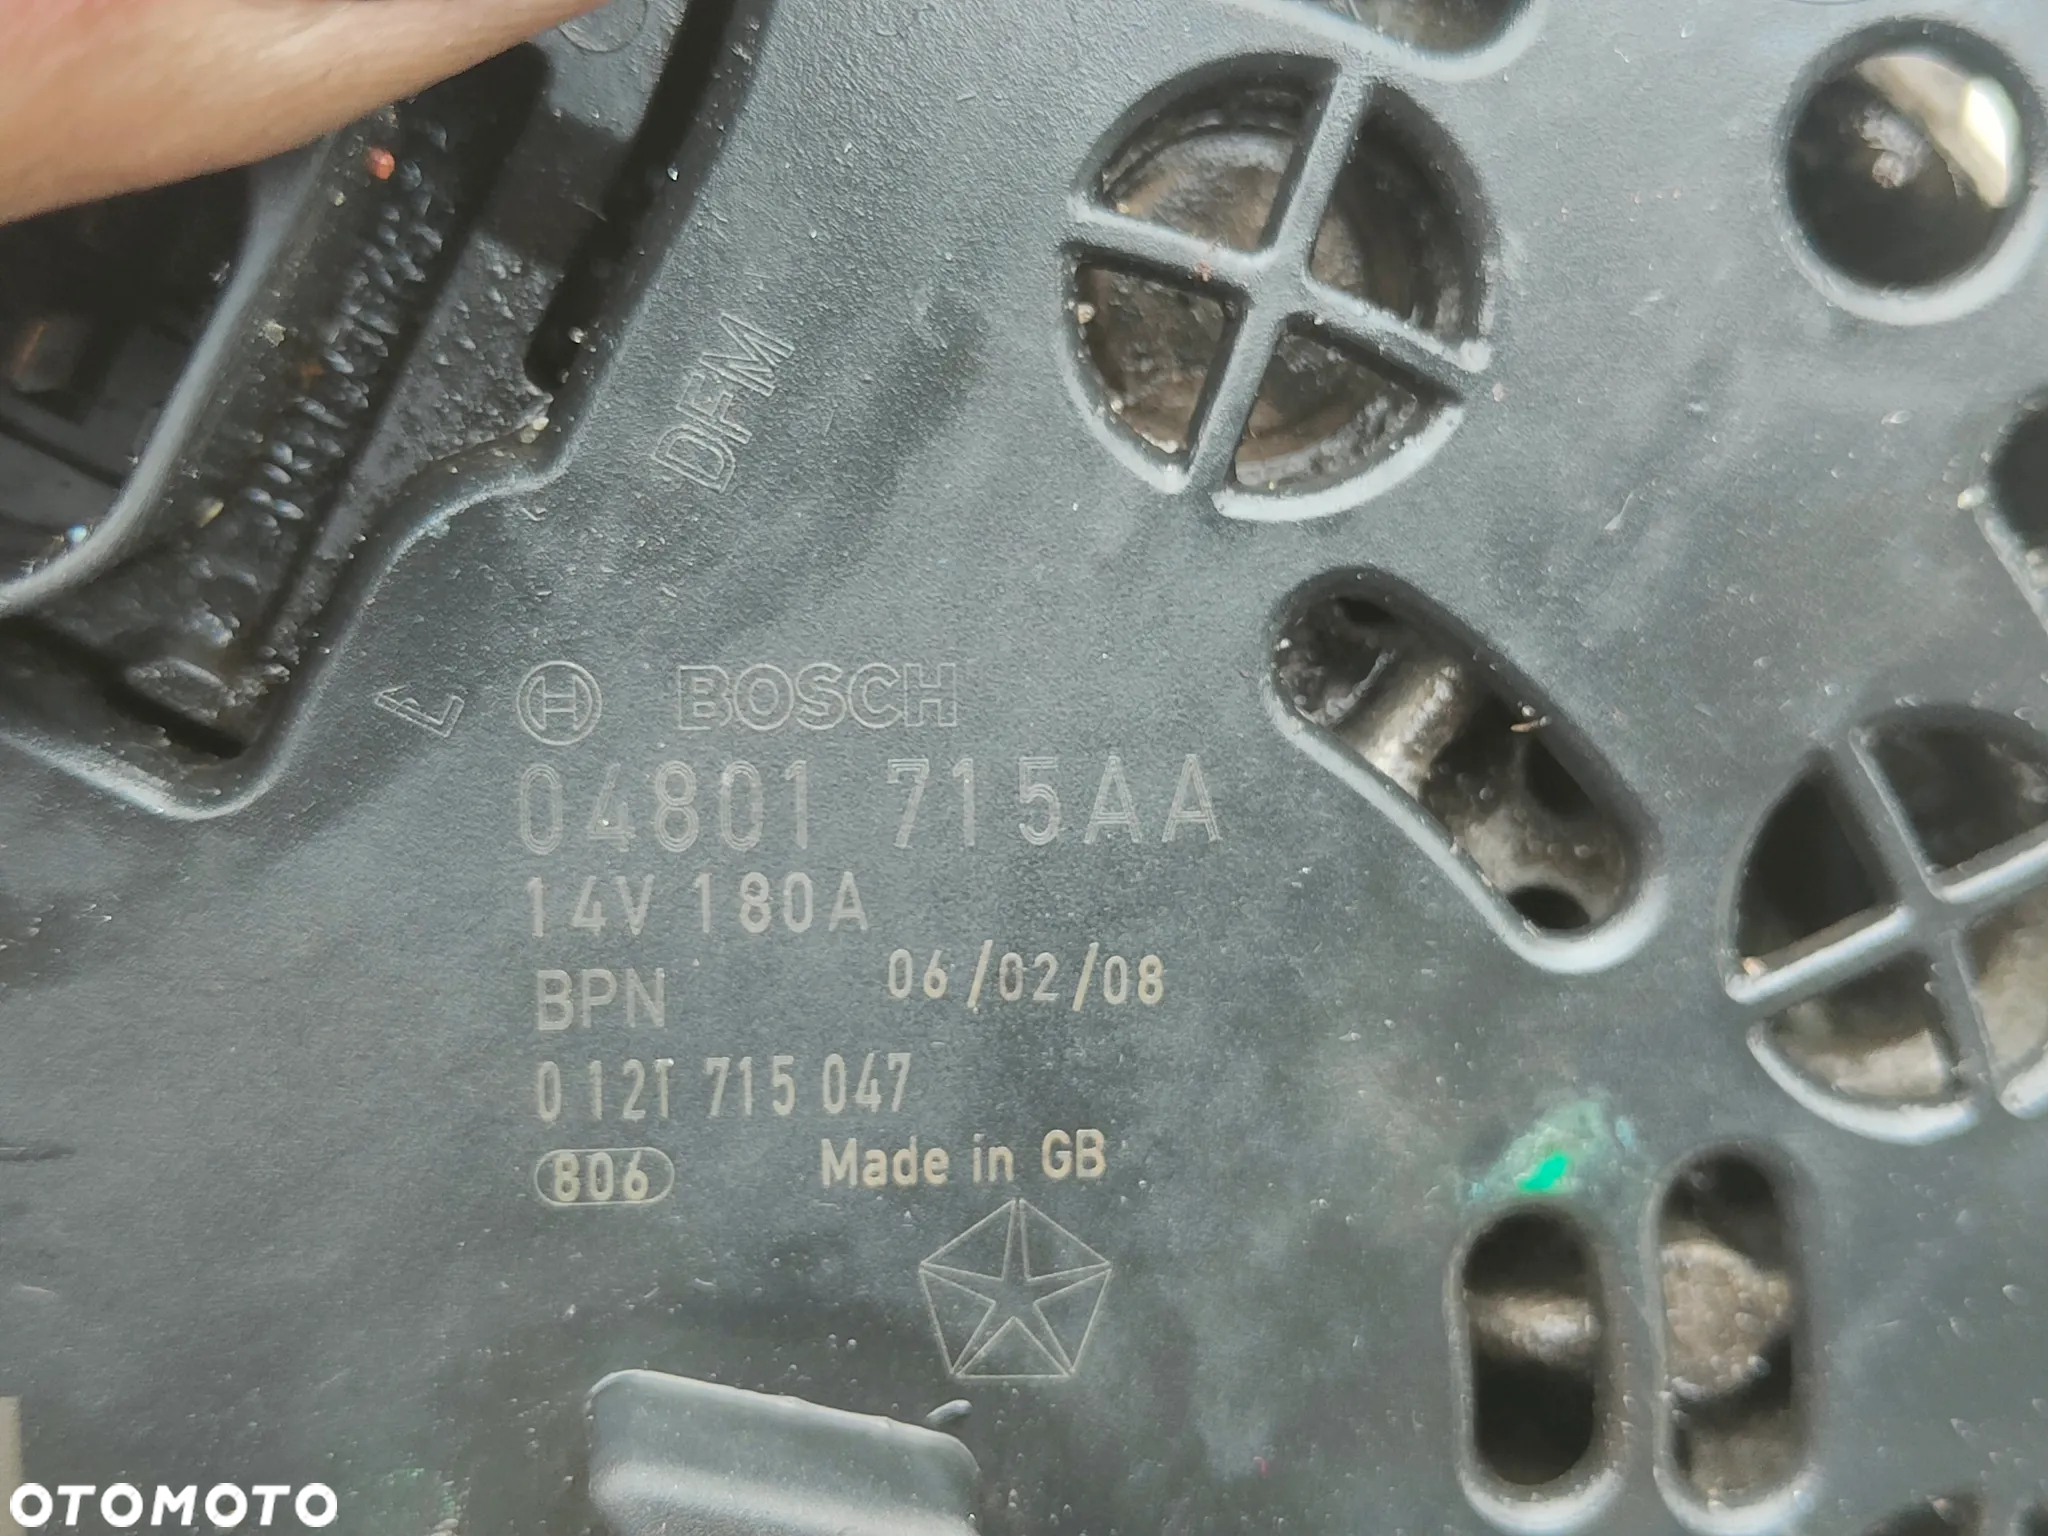 DFM
L
BOSCH
04801 715AA
14V 180A
BPN 06/02/08
0 121 715 047
806 Made in GB
OTOMOTO